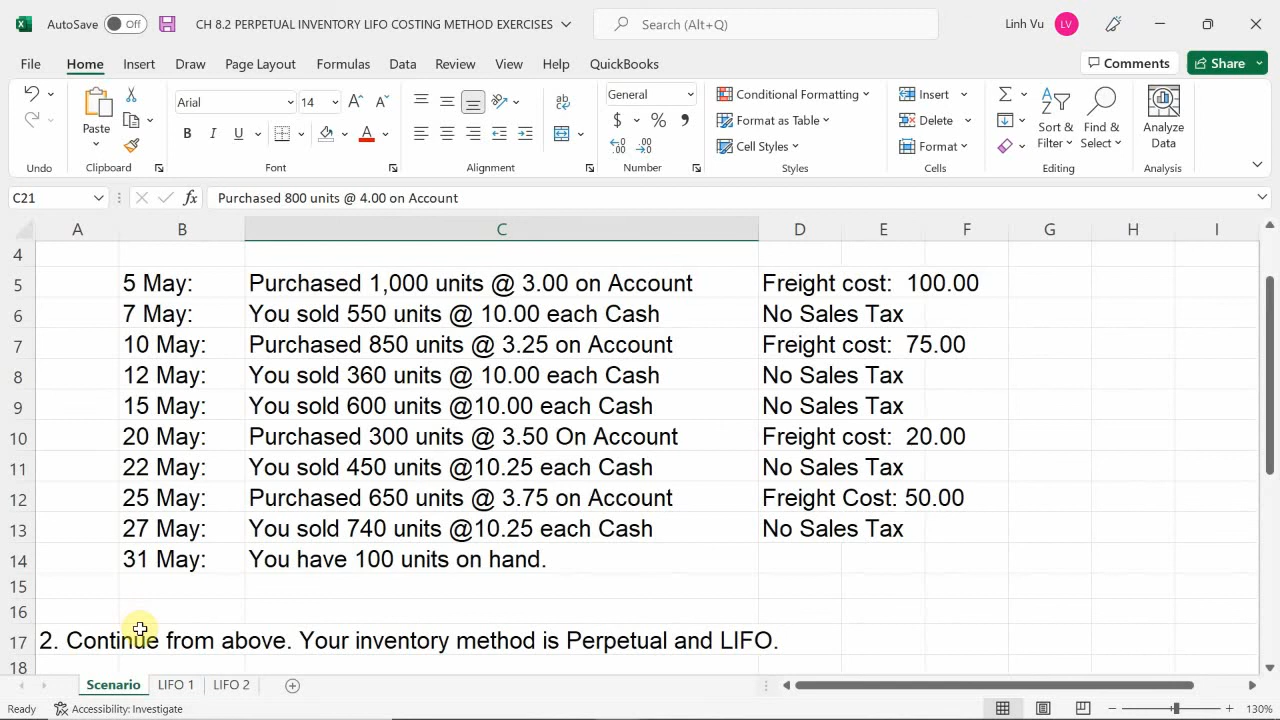 AutoSave Off CH 8.2 PERPETUAL INVENTORY LIFO COSTING METHOD EXERCISES Search (Alt+Q) Linh Vu LV
File Home Insert Draw Page Layout Formulas Data Review View Help QuickBooks Comments Share
Arial 14 General Conditional Formatting Insert
Paste B I U $ % Format as Table Delete Sort & Find & Analyze
Cell Styles Format Filter Select Data
Undo Clipboard Font Alignment Number Styles Cells Editing Analysis
C21 fx Purchased 800 units @ 4.00 on Account
A B C D E F G H I
4
5 5 May: Purchased 1,000 units @ 3.00 on Account Freight cost: 100.00
6 7 May: You sold 550 units @ 10.00 each Cash No Sales Tax
7 10 May: Purchased 850 units @ 3.25 on Account Freight cost: 75.00
8 12 May: You sold 360 units @ 10.00 each Cash No Sales Tax
9 15 May: You sold 600 units @10.00 each Cash No Sales Tax
10 20 May: Purchased 300 units @ 3.50 On Account Freight cost: 20.00
11 22 May: You sold 450 units @10.25 each Cash No Sales Tax
12 25 May: Purchased 650 units @ 3.75 on Account Freight Cost: 50.00
13 27 May: You sold 740 units @10.25 each Cash No Sales Tax
14 31 May: You have 100 units on hand.
15
16
17 2. Continue from above. Your inventory method is Perpetual and LIFO.
18
Scenario LIFO 1 LIFO 2
Ready Accessibility: Investigate 130%